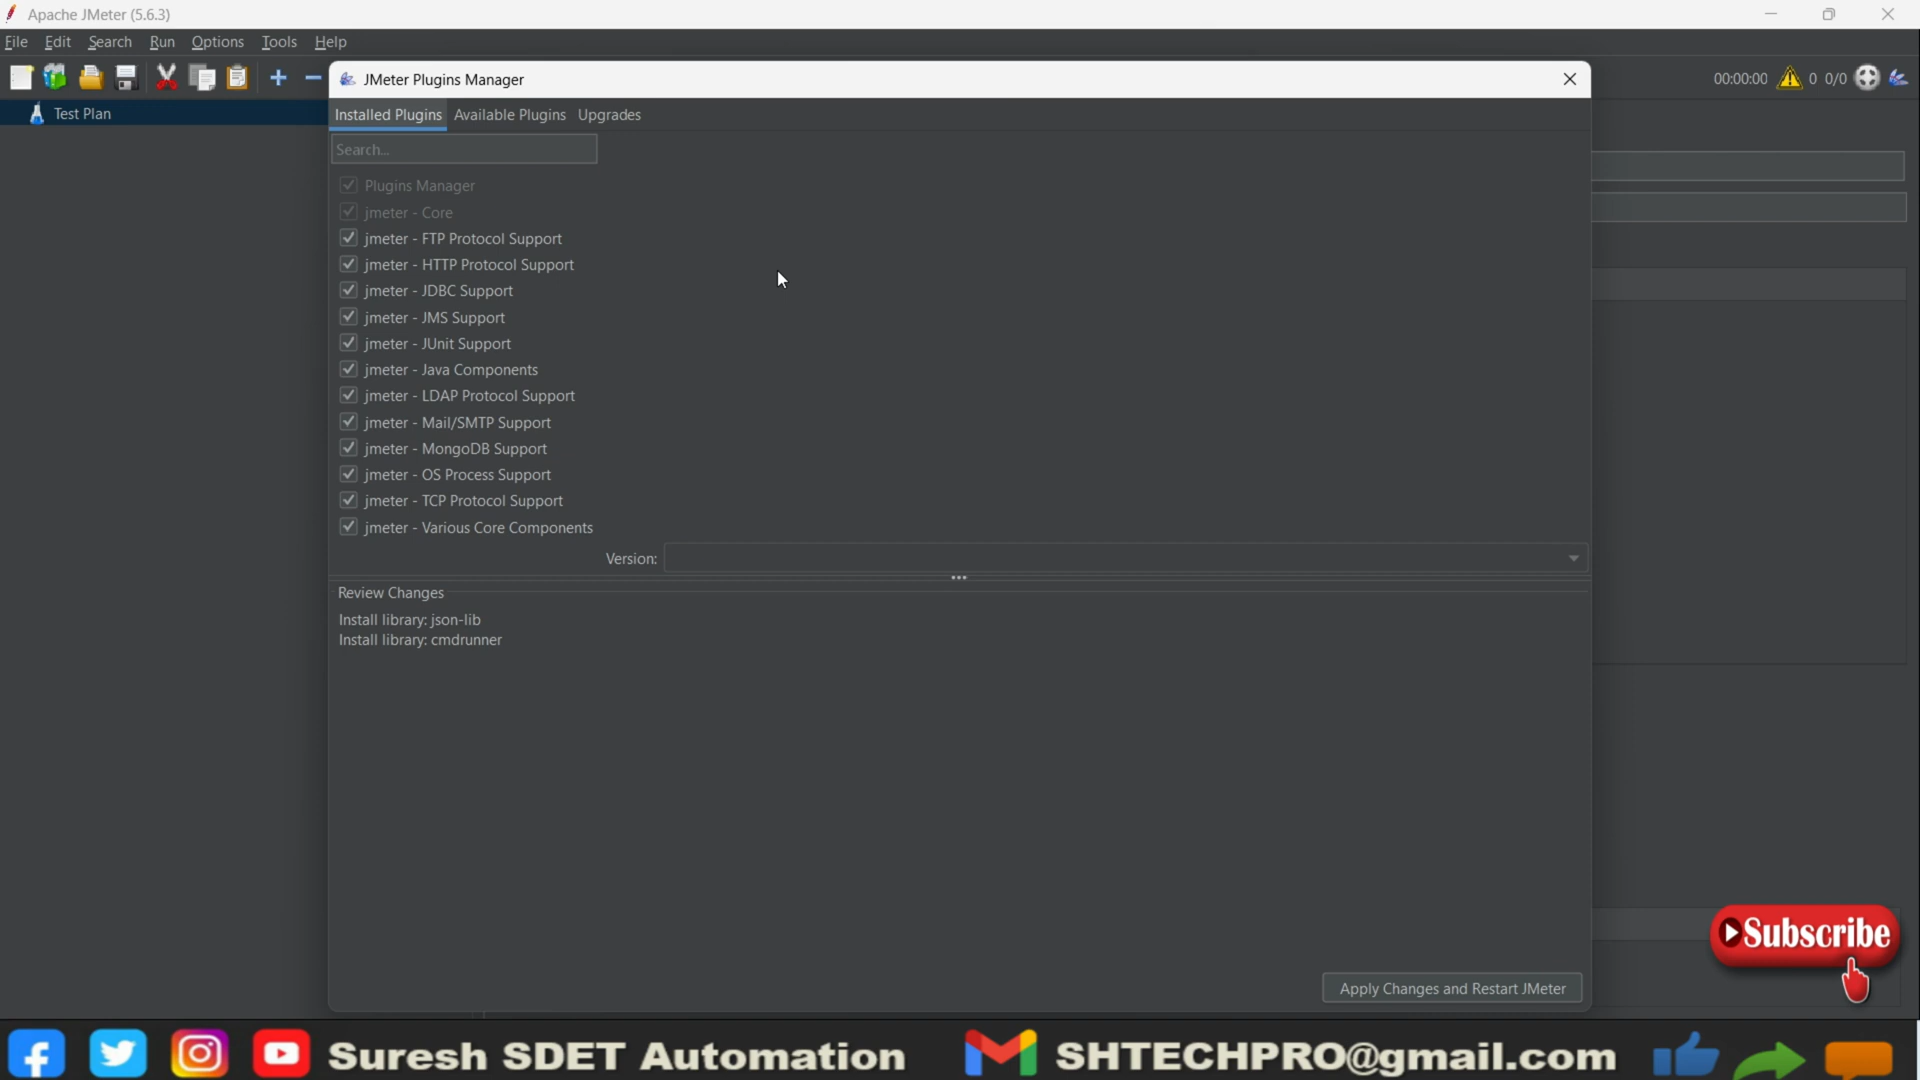 Apache JMeter (5.6.3)
File Edit Search Run Options Tools Help
JMeter Plugins Manager
00:00:00 0 0/0
Test Plan
Installed Plugins Available Plugins Upgrades
Search...
Plugins Manager
jmeter - Core
jmeter - FTP Protocol Support
jmeter - HTTP Protocol Support
jmeter - JDBC Support
jmeter - JMS Support
jmeter - JUnit Support
jmeter - Java Components
jmeter - LDAP Protocol Support
jmeter - Mail/SMTP Support
jmeter - MongoDB Support
jmeter - OS Process Support
jmeter - TCP Protocol Support
jmeter - Various Core Components
Version:
Review Changes
Install library: json-lib
Install library: cmdrunner
Subscribe
Apply Changes and Restart JMeter
Suresh SDET Automation SHTECHPRO@gmail.com